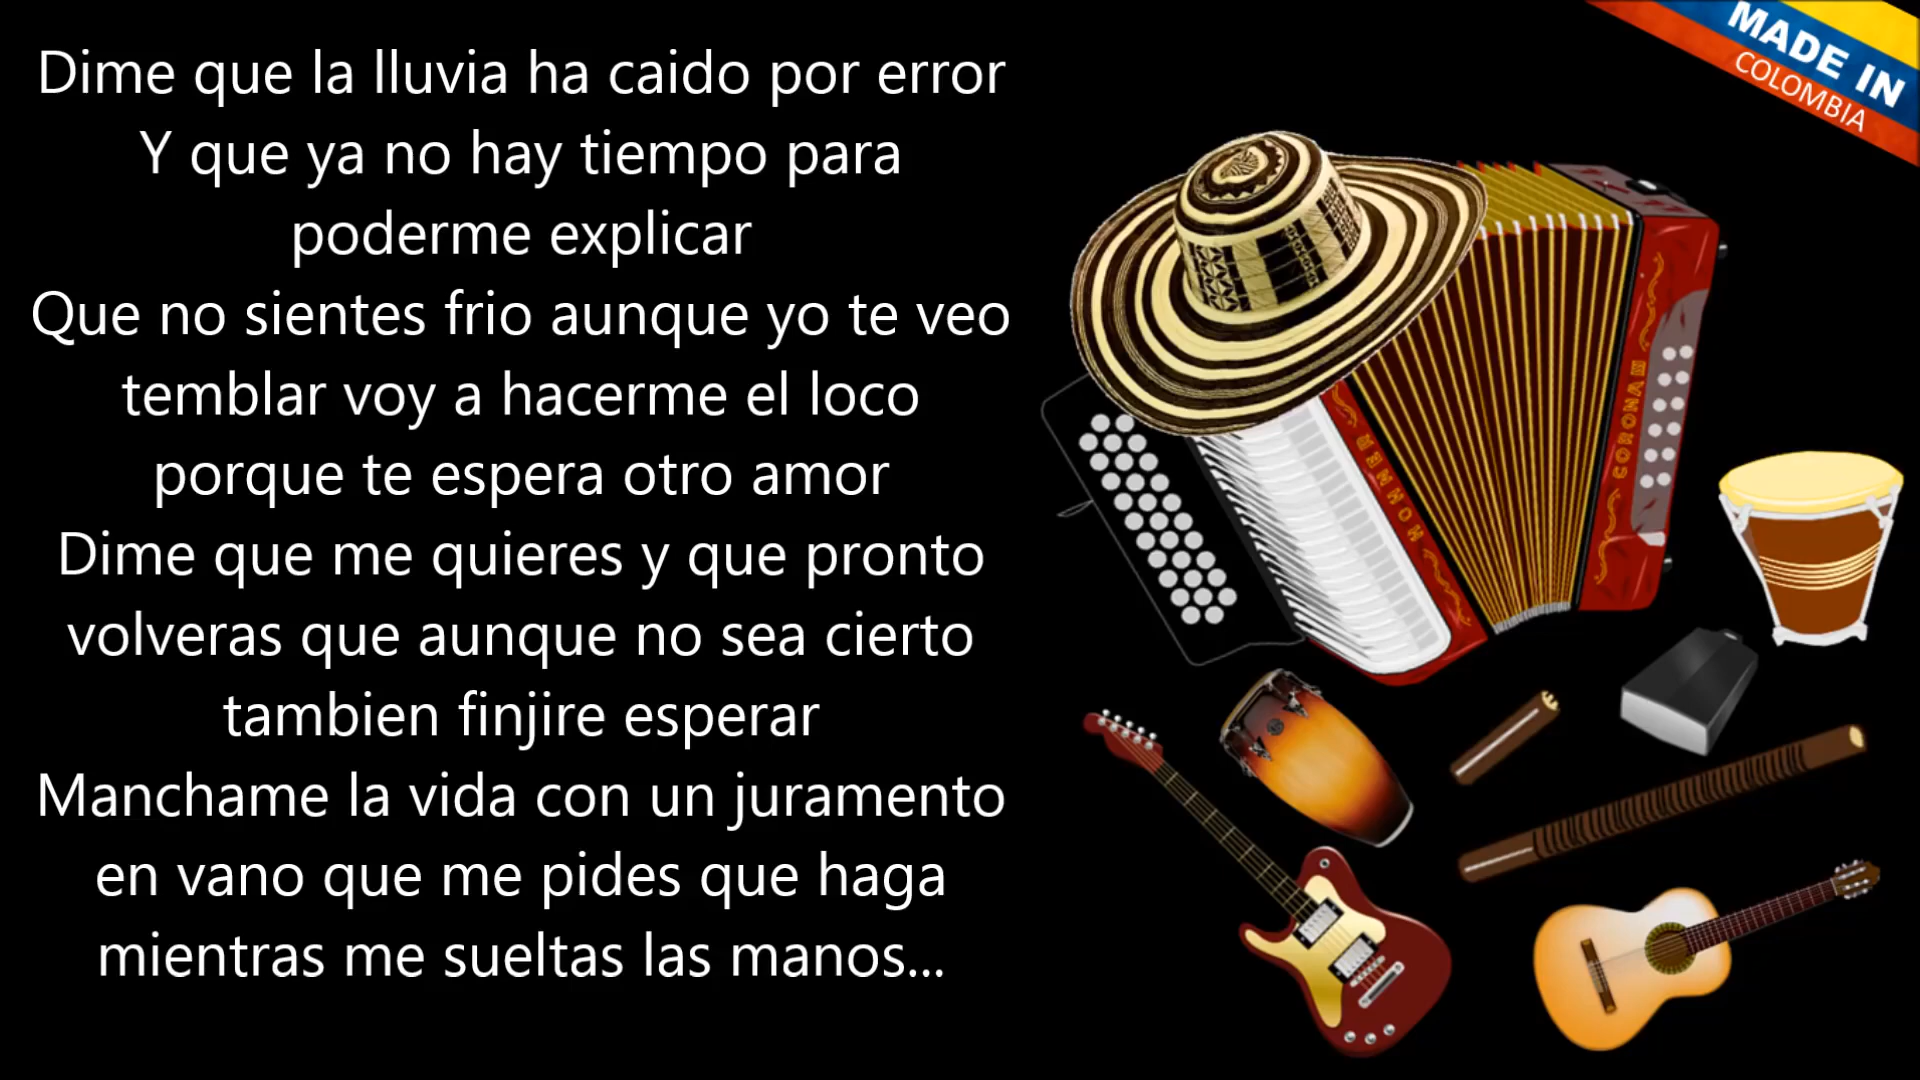 Dime que la lluvia ha caido por error
Y que ya no hay tiempo para
poderme explicar
Que no sientes frio aunque yo te veo
temblar voy a hacerme el loco
porque te espera otro amor
Dime que me quieres y que pronto
volveras que aunque no sea cierto
tambien finjire esperar
Manchame la vida con un juramento
en vano que me pides que haga
mientras me sueltas las manos...
MADE IN
COLOMBIA
HOHNER
CORONA III